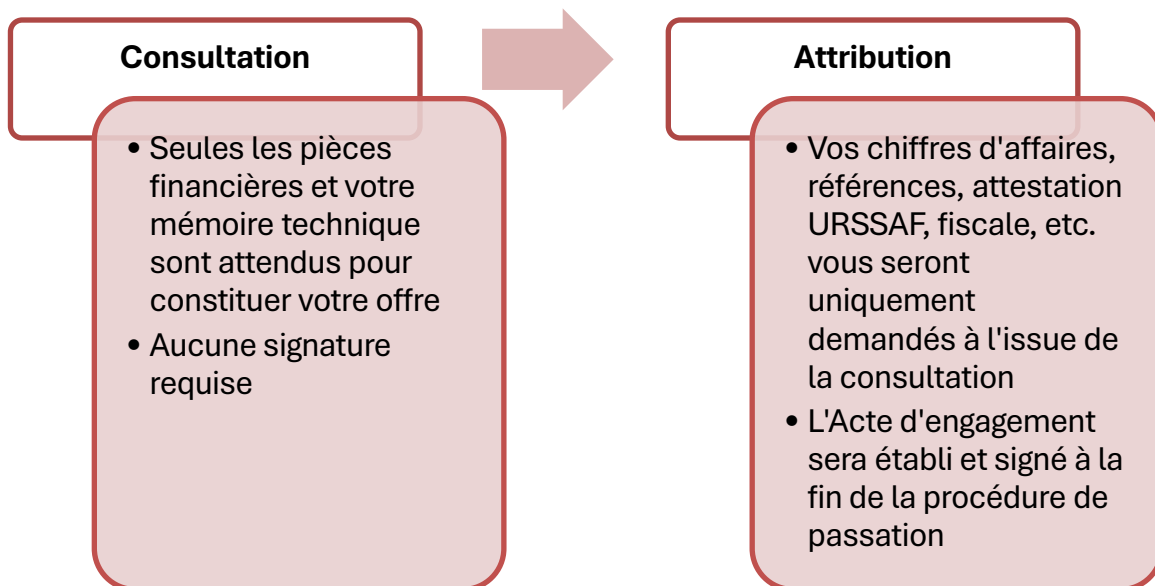 Consultation
• Seules les pièces
financières et votre
mémoire technique
sont attendus pour
constituer votre offre
• Aucune signature
requise
Attribution
• Vos chiffres d'affaires,
références, attestation
URSSAF, fiscale, etc.
vous seront
uniquement
demandés à l'issue de
la consultation
• L'Acte d'engagement
sera établi et signé à la
fin de la procédure de
passation